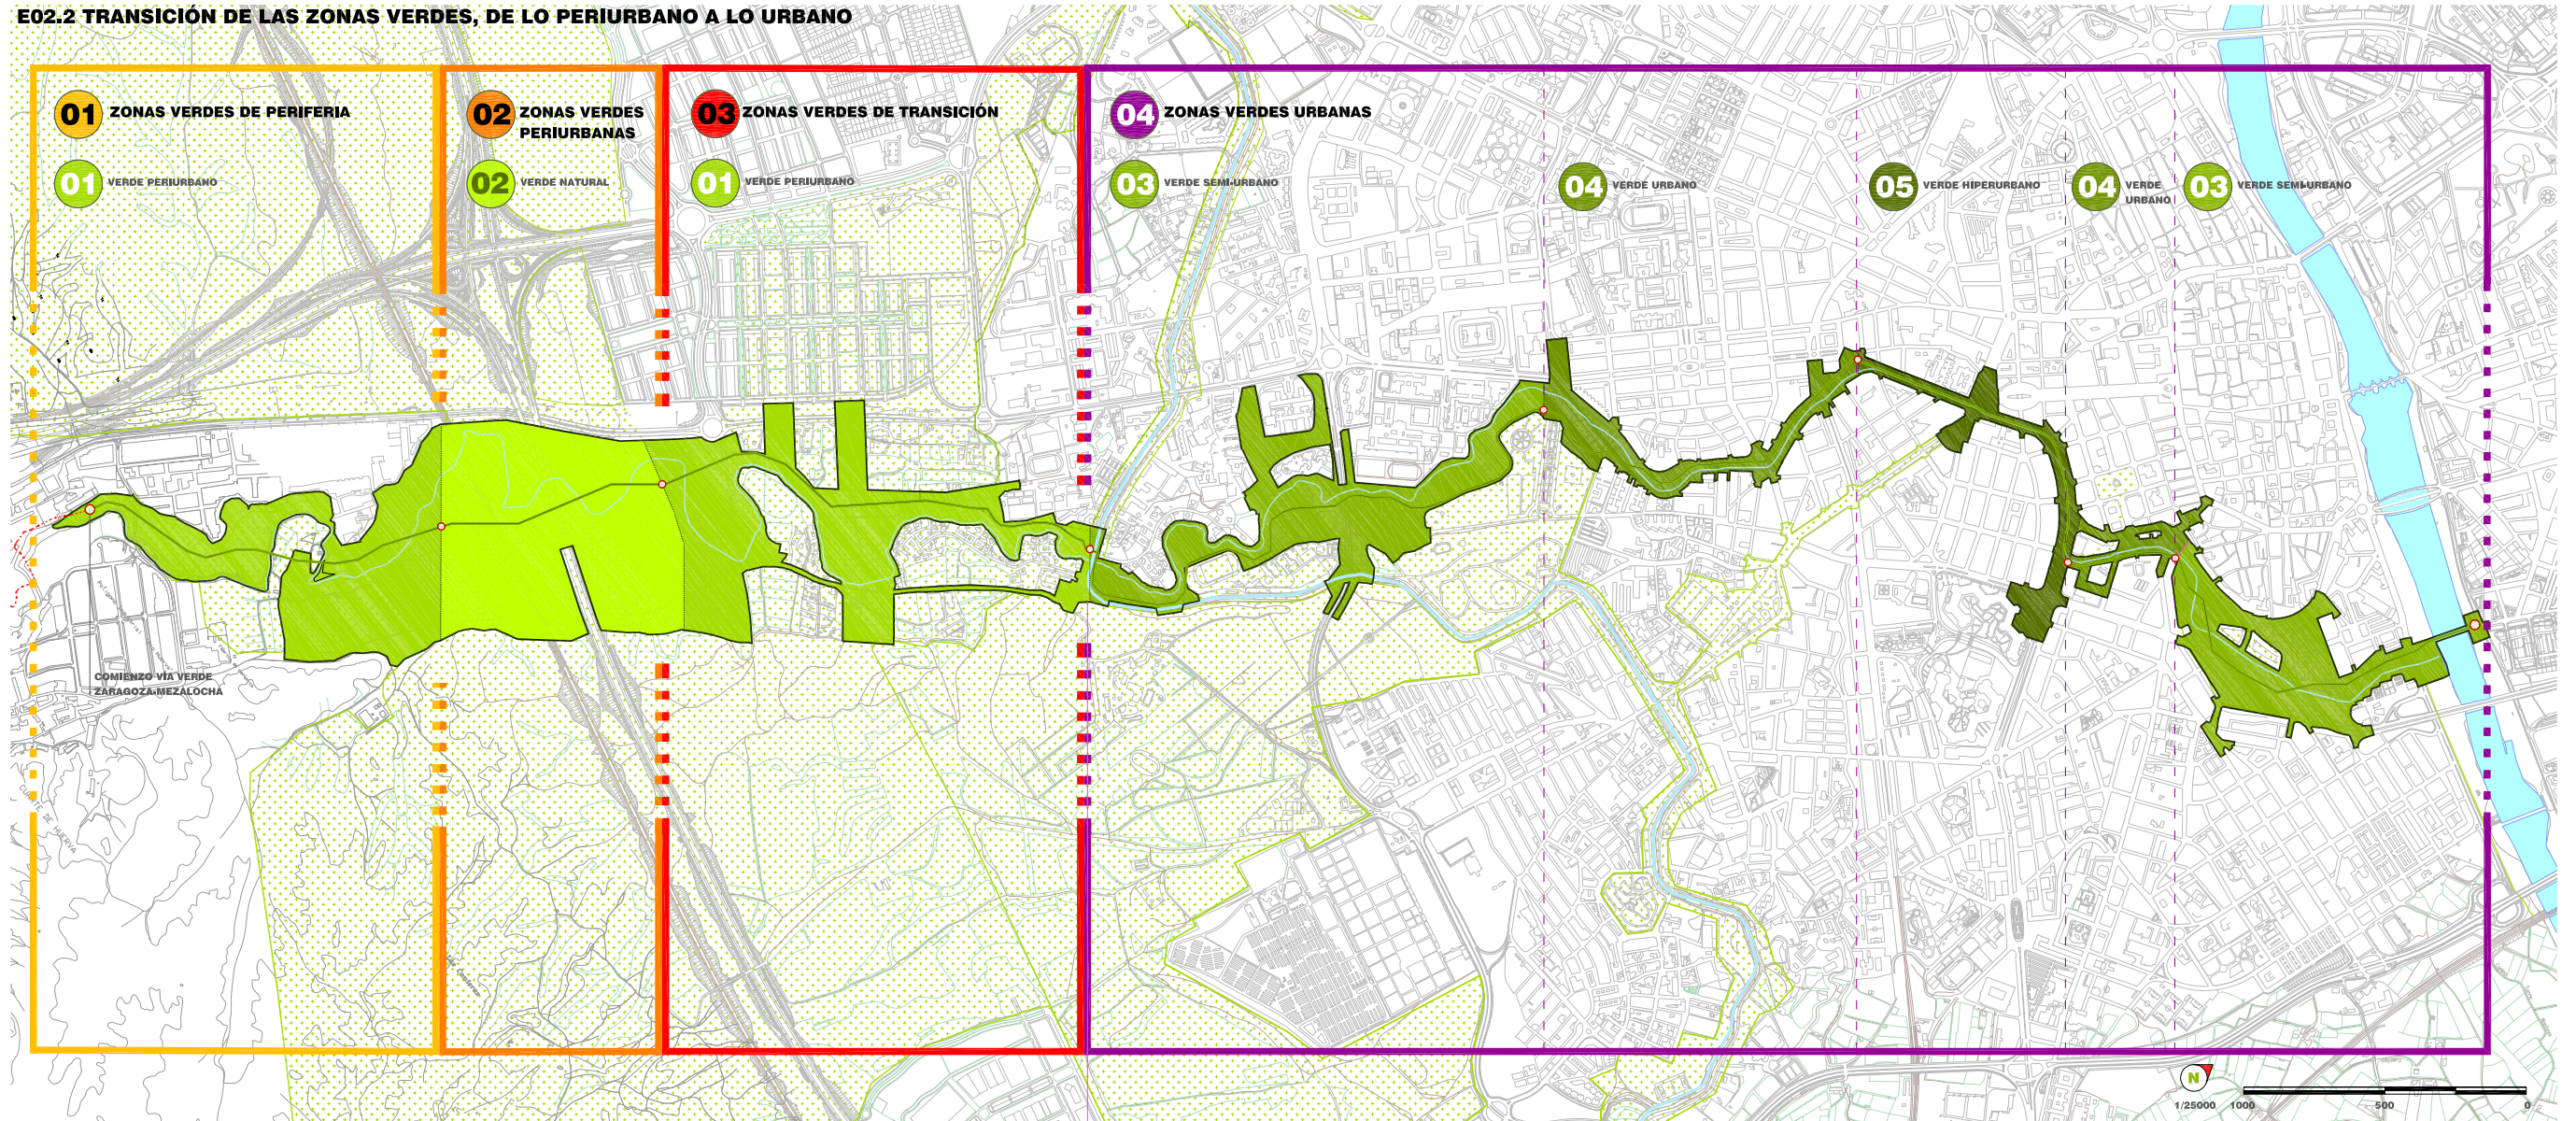 E02.2 TRANSICIÓN DE LAS ZONAS VERDES, DE LO PERIURBANO A LO URBANO
01 ZONAS VERDES DE PERIFERIA
01 VERDE PERIURBANO
02 ZONAS VERDES
PERIURBANAS
02 VERDE NATURAL
03 ZONAS VERDES DE TRANSICIÓN
01 VERDE PERIURBANO
04 ZONAS VERDES URBANAS
03 VERDE SEMI-URBANO
04 VERDE URBANO
05 VERDE HIPERURBANO
04 VERDE
URBANO
03 VERDE SEMI-URBANO
COMIENZO VÍA VERDE
ZARAGOZA-MEZALOCHA
CUARTE DE HUERVA
N
1/25000 1000 500 0